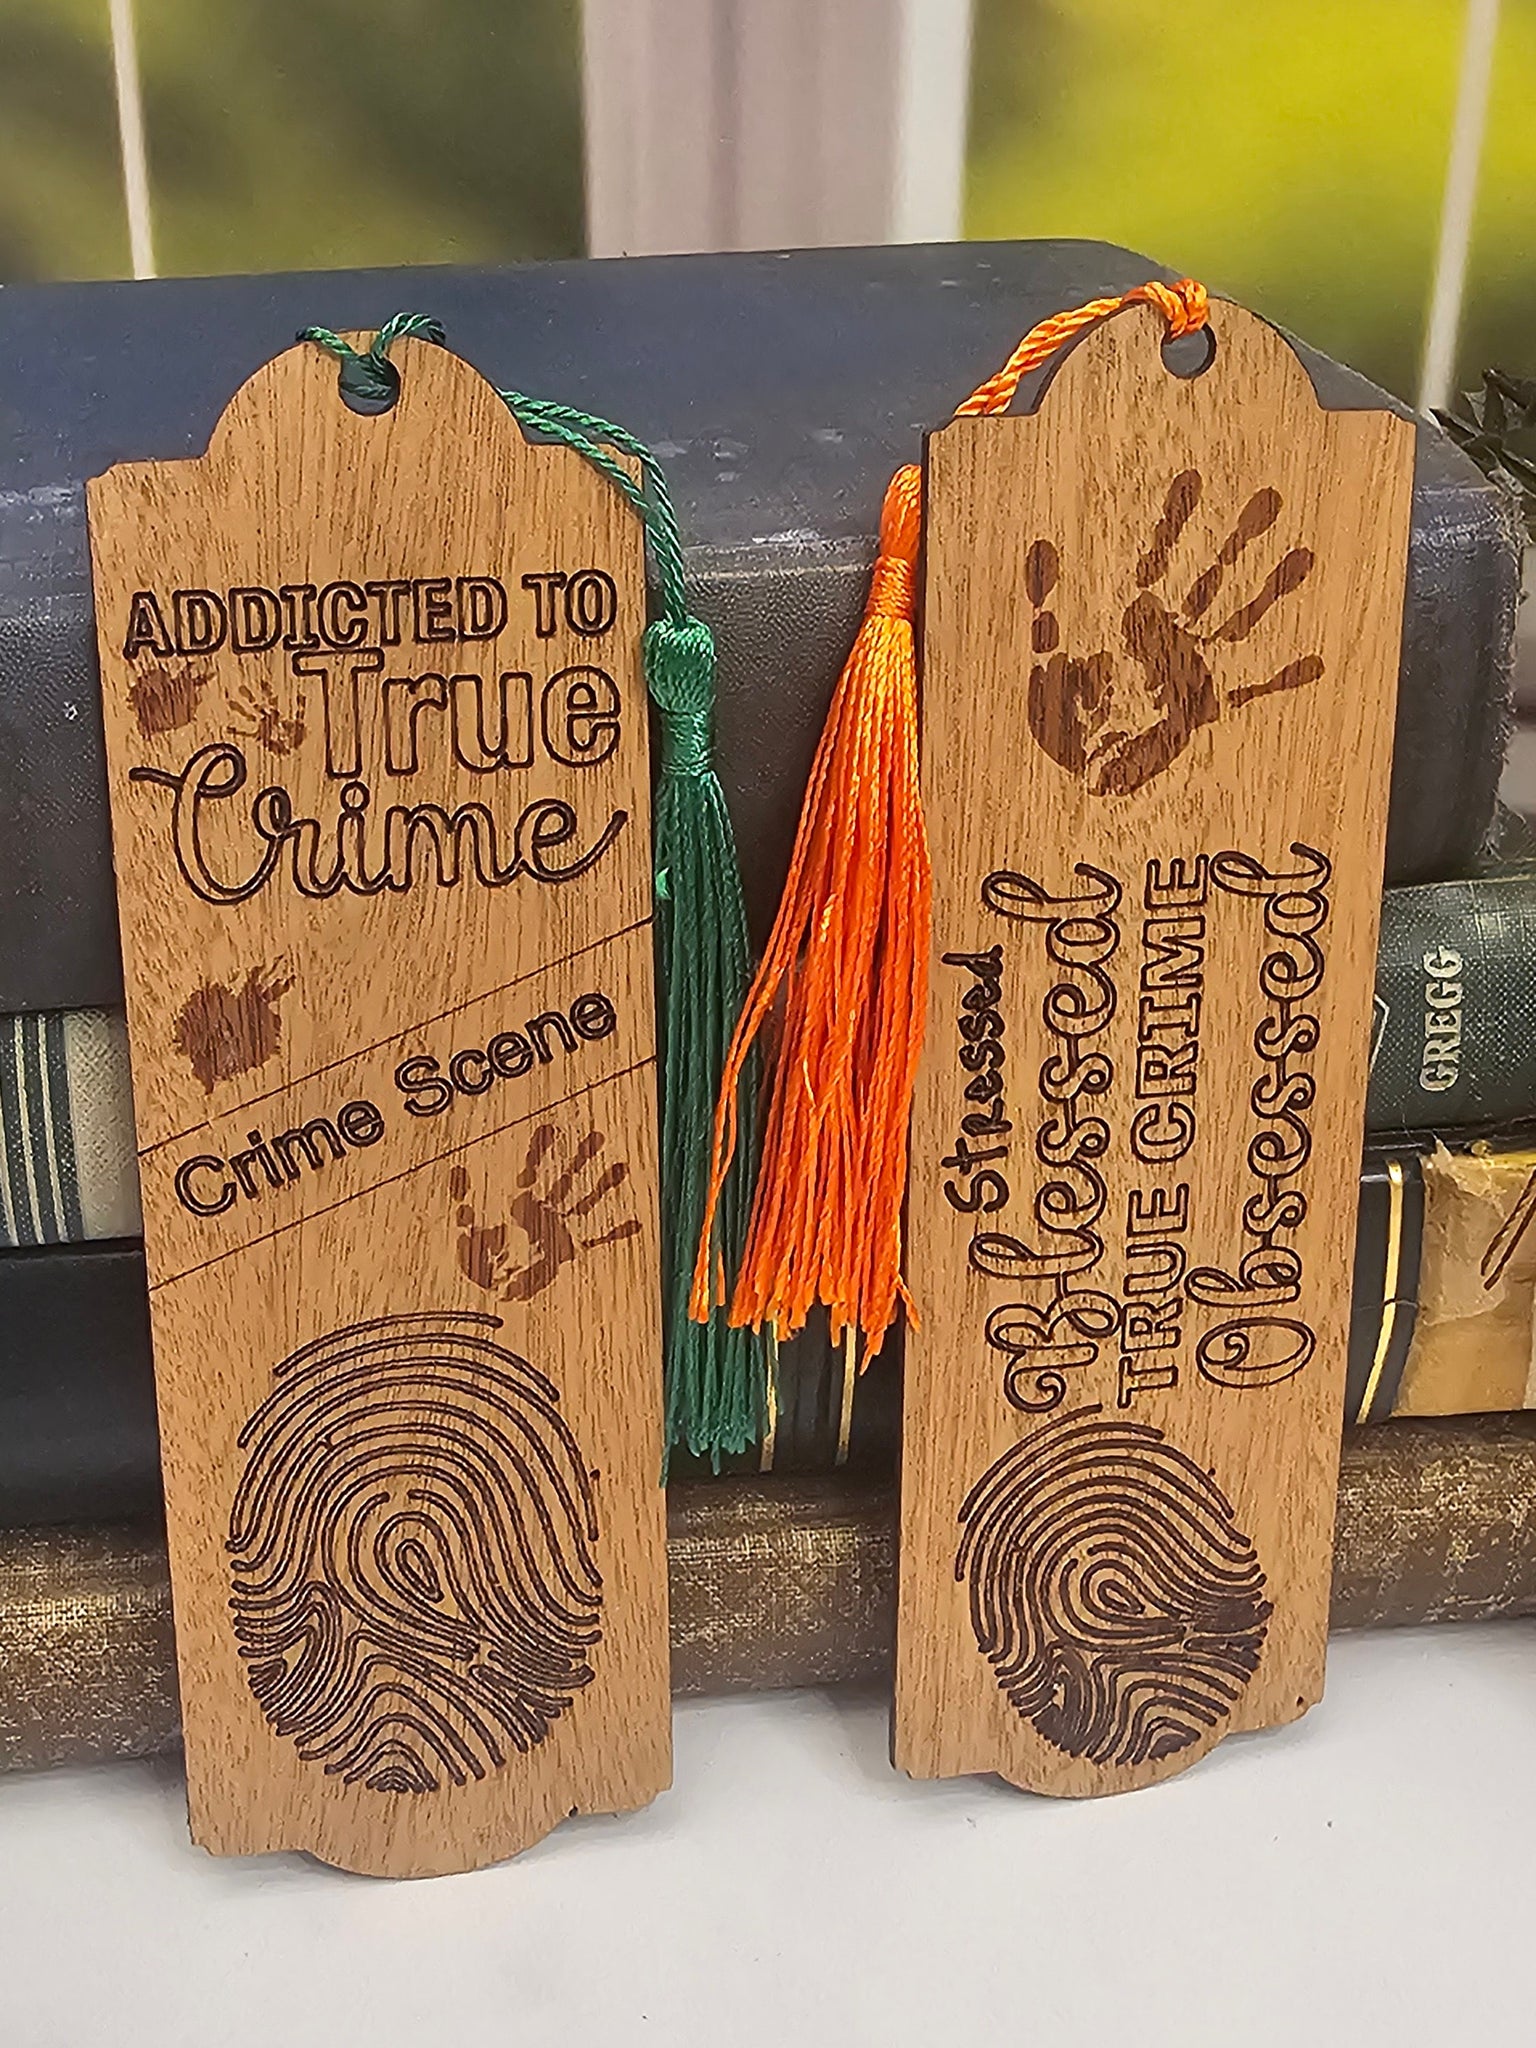 ADDICTED TO
True
Crime
Crime Scene
Stressed
Blessed
TRUE CRIME
Obsessed
GREGG